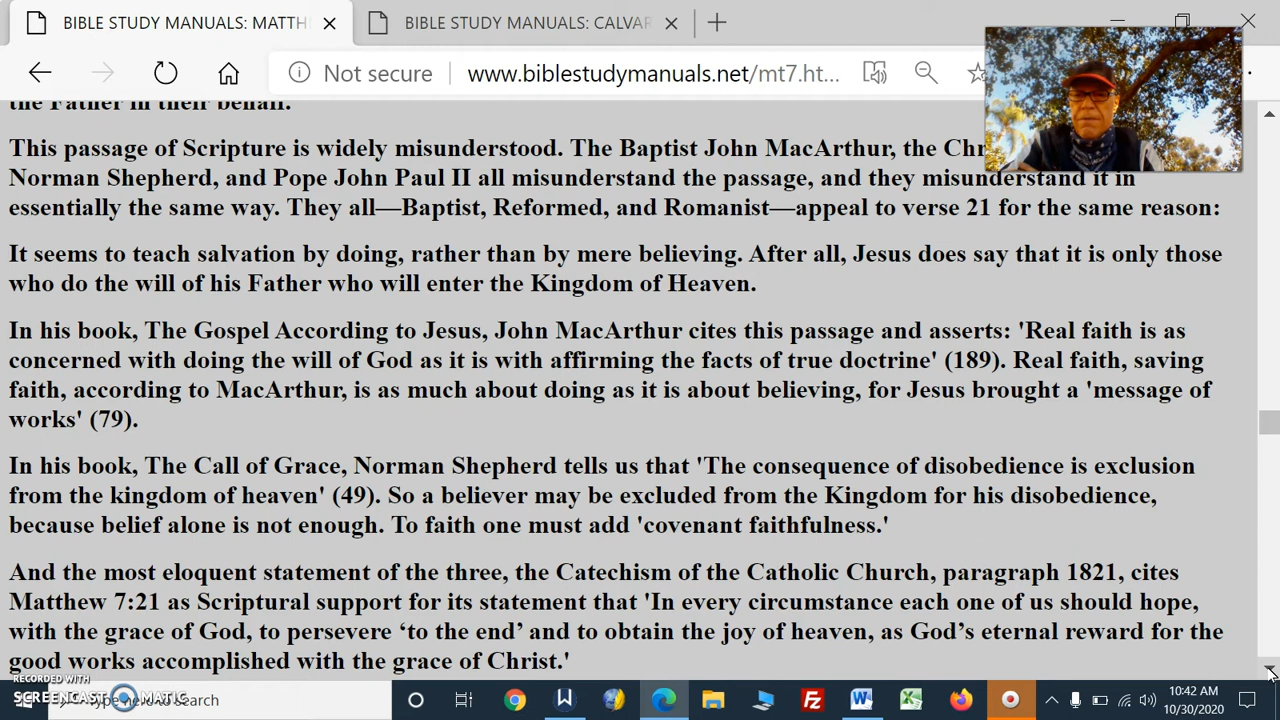 BIBLE STUDY MANUALS: MATTH
BIBLE STUDY MANUALS: CALVAR
Not secure www.biblestudymanuals.net/mt7.ht...
the Father in their behalf.
This passage of Scripture is widely misunderstood. The Baptist John MacArthur, the Chr
Norman Shepherd, and Pope John Paul II all misunderstand the passage, and they misunderstand it in
essentially the same way. They all—Baptist, Reformed, and Romanist—appeal to verse 21 for the same reason:
It seems to teach salvation by doing, rather than by mere believing. After all, Jesus does say that it is only those
who do the will of his Father who will enter the Kingdom of Heaven.
In his book, The Gospel According to Jesus, John MacArthur cites this passage and asserts: 'Real faith is as
concerned with doing the will of God as it is with affirming the facts of true doctrine' (189). Real faith, saving
faith, according to MacArthur, is as much about doing as it is about believing, for Jesus brought a 'message of
works' (79).
In his book, The Call of Grace, Norman Shepherd tells us that 'The consequence of disobedience is exclusion
from the kingdom of heaven' (49). So a believer may be excluded from the Kingdom for his disobedience,
because belief alone is not enough. To faith one must add 'covenant faithfulness.'
And the most eloquent statement of the three, the Catechism of the Catholic Church, paragraph 1821, cites
Matthew 7:21 as Scriptural support for its statement that 'In every circumstance each one of us should hope,
with the grace of God, to persevere ‘to the end’ and to obtain the joy of heaven, as God’s eternal reward for the
good works accomplished with the grace of Christ.'
RECORDED WITH
SCREENCAST MATIC
Type here to search
10:42 AM
10/30/2020